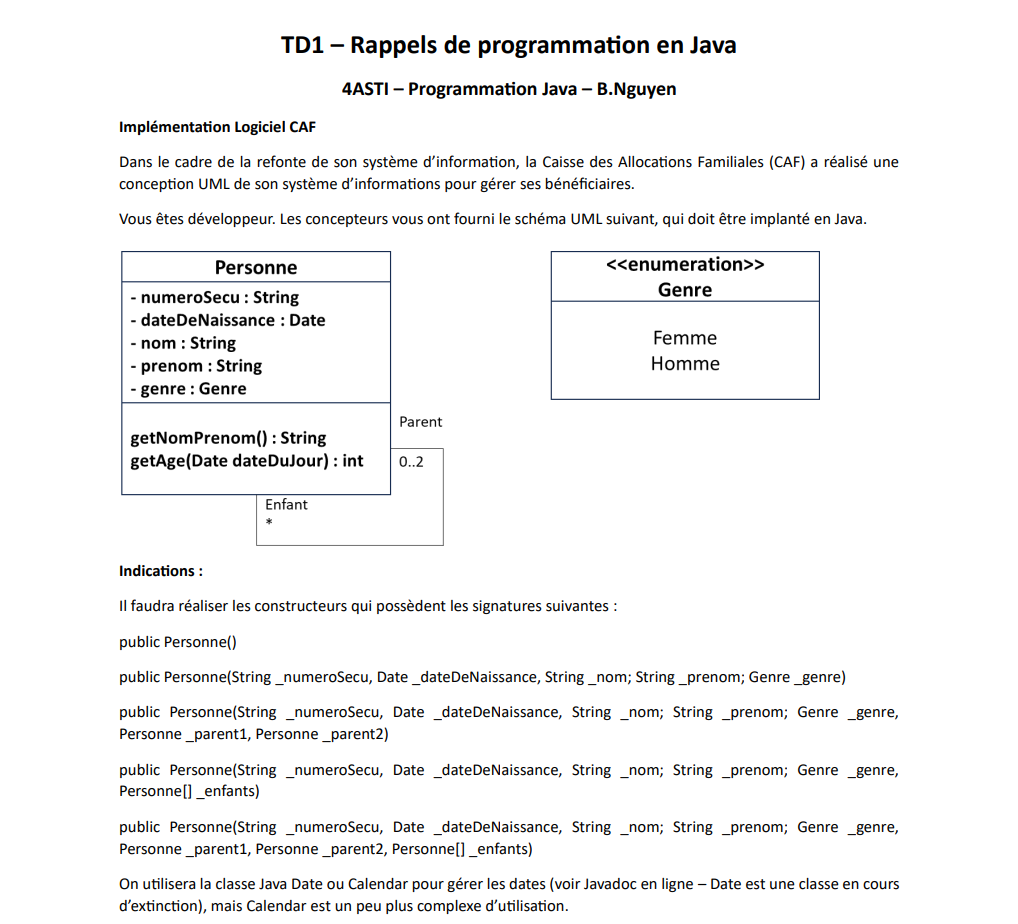 TD1 – Rappels de programmation en Java
4ASTI – Programmation Java – B.Nguyen
Implémentation Logiciel CAF
Dans le cadre de la refonte de son système d'information, la Caisse des Allocations Familiales (CAF) a réalisé une
conception UML de son système d'informations pour gérer ses bénéficiaires.
Vous êtes développeur. Les concepteurs vous ont fourni le schéma UML suivant, qui doit être implanté en Java.
Personne
- numeroSecu : String
- dateDeNaissance : Date
- nom : String
- prenom : String
- genre : Genre
getNomPrenom() : String
getAge(Date dateDuJour) : int
<<enumeration>>
Genre
Femme
Homme
Parent
0..2
Enfant
*
Indications :
Il faudra réaliser les constructeurs qui possèdent les signatures suivantes :
public Personne()
public Personne(String _numeroSecu, Date _dateDeNaissance, String _nom; String _prenom; Genre _genre)
public Personne(String _numeroSecu, Date _dateDeNaissance, String _nom; String _prenom; Genre _genre,
Personne _parent1, Personne _parent2)
public Personne(String _numeroSecu, Date _dateDeNaissance, String _nom; String _prenom; Genre _genre,
Personne[] _enfants)
public Personne(String _numeroSecu, Date _dateDeNaissance, String _nom; String _prenom; Genre _genre,
Personne _parent1, Personne _parent2, Personne[] _enfants)
On utilisera la classe Java Date ou Calendar pour gérer les dates (voir Javadoc en ligne – Date est une classe en cours
d'extinction), mais Calendar est un peu plus complexe d'utilisation.